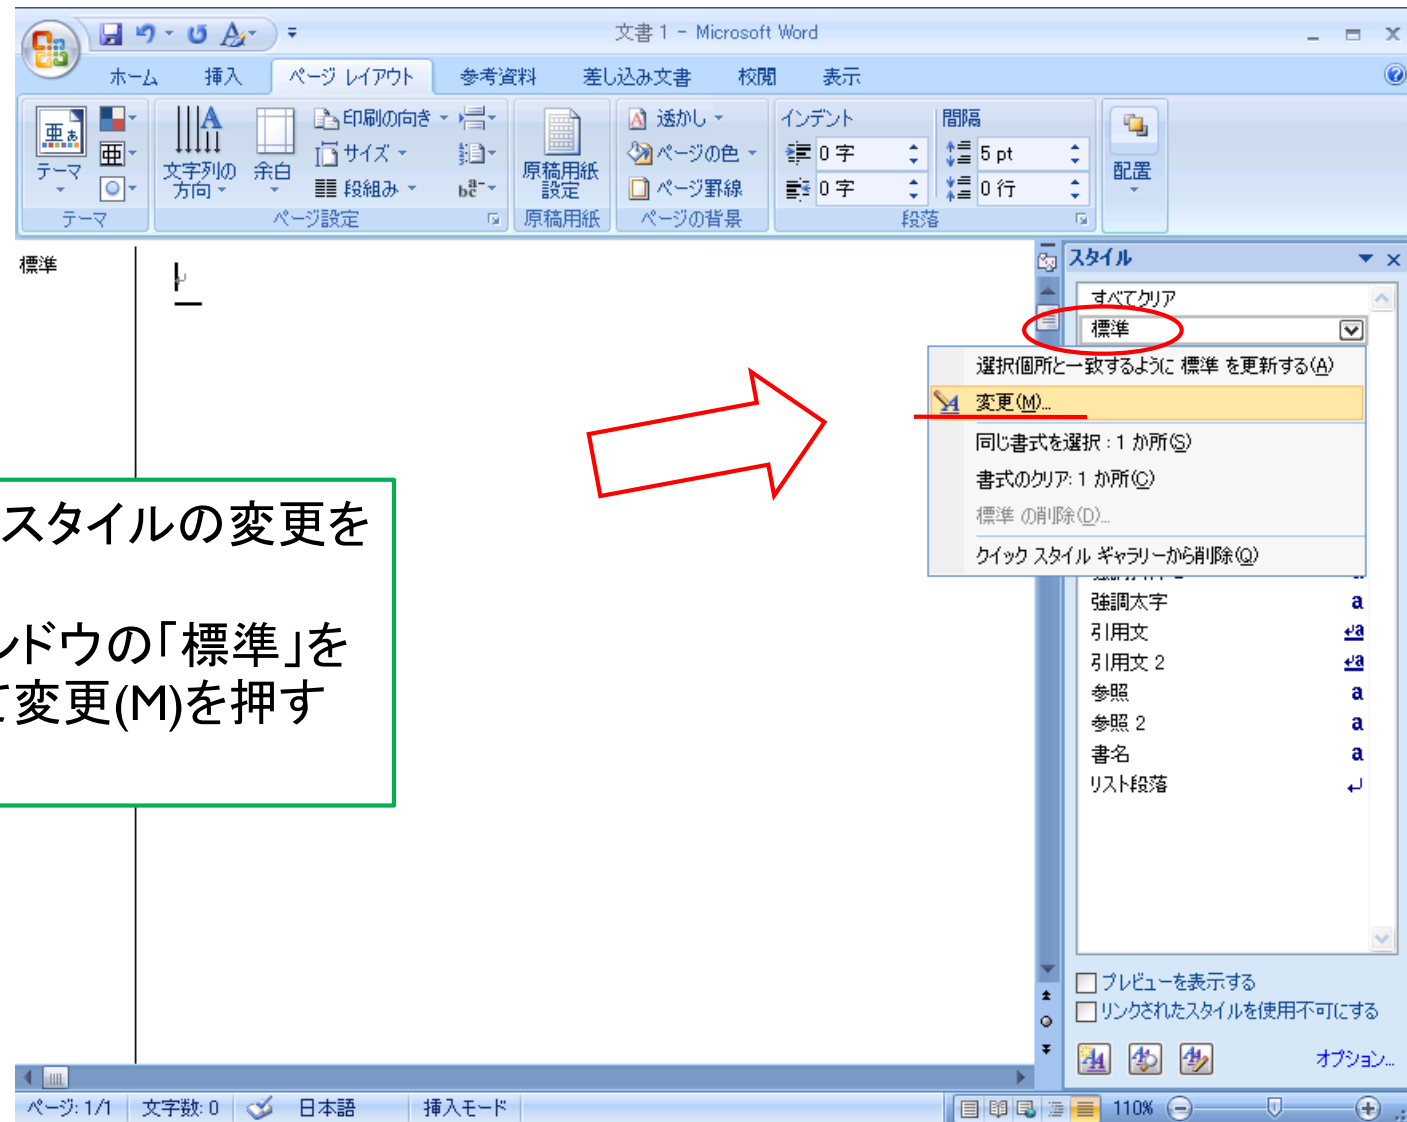 文書 1 - Microsoft Word
ホーム 挿入 ページ レイアウト 参考資料 差し込み文書 校閲 表示
亜あ
テーマ
亜
テーマ
文字列の
方向
余白
印刷の向き
サイズ
段組み
ページ設定
原稿用紙
設定
原稿用紙
透かし
ページの色
ページ罫線
ページの背景
インデント
0 字
0 字
間隔
5 pt
0 行
段落
配置
標準
スタイル
すべてクリア
標準
選択個所と一致するように 標準 を更新する(A)
変更(M)...
同じ書式を選択 : 1 か所(S)
書式のクリア: 1 か所(C)
標準 の削除(D)...
クイック スタイル ギャラリーから削除(Q)
強調太字 a
引用文 a
引用文 2 a
参照 a
参照 2 a
書名 a
リスト段落
スタイルの変更を
ンドウの「標準」を
て変更(M)を押す
プレビューを表示する
リンクされたスタイルを使用不可にする
オプション...
ページ: 1/1 文字数: 0 日本語 挿入モード 110%